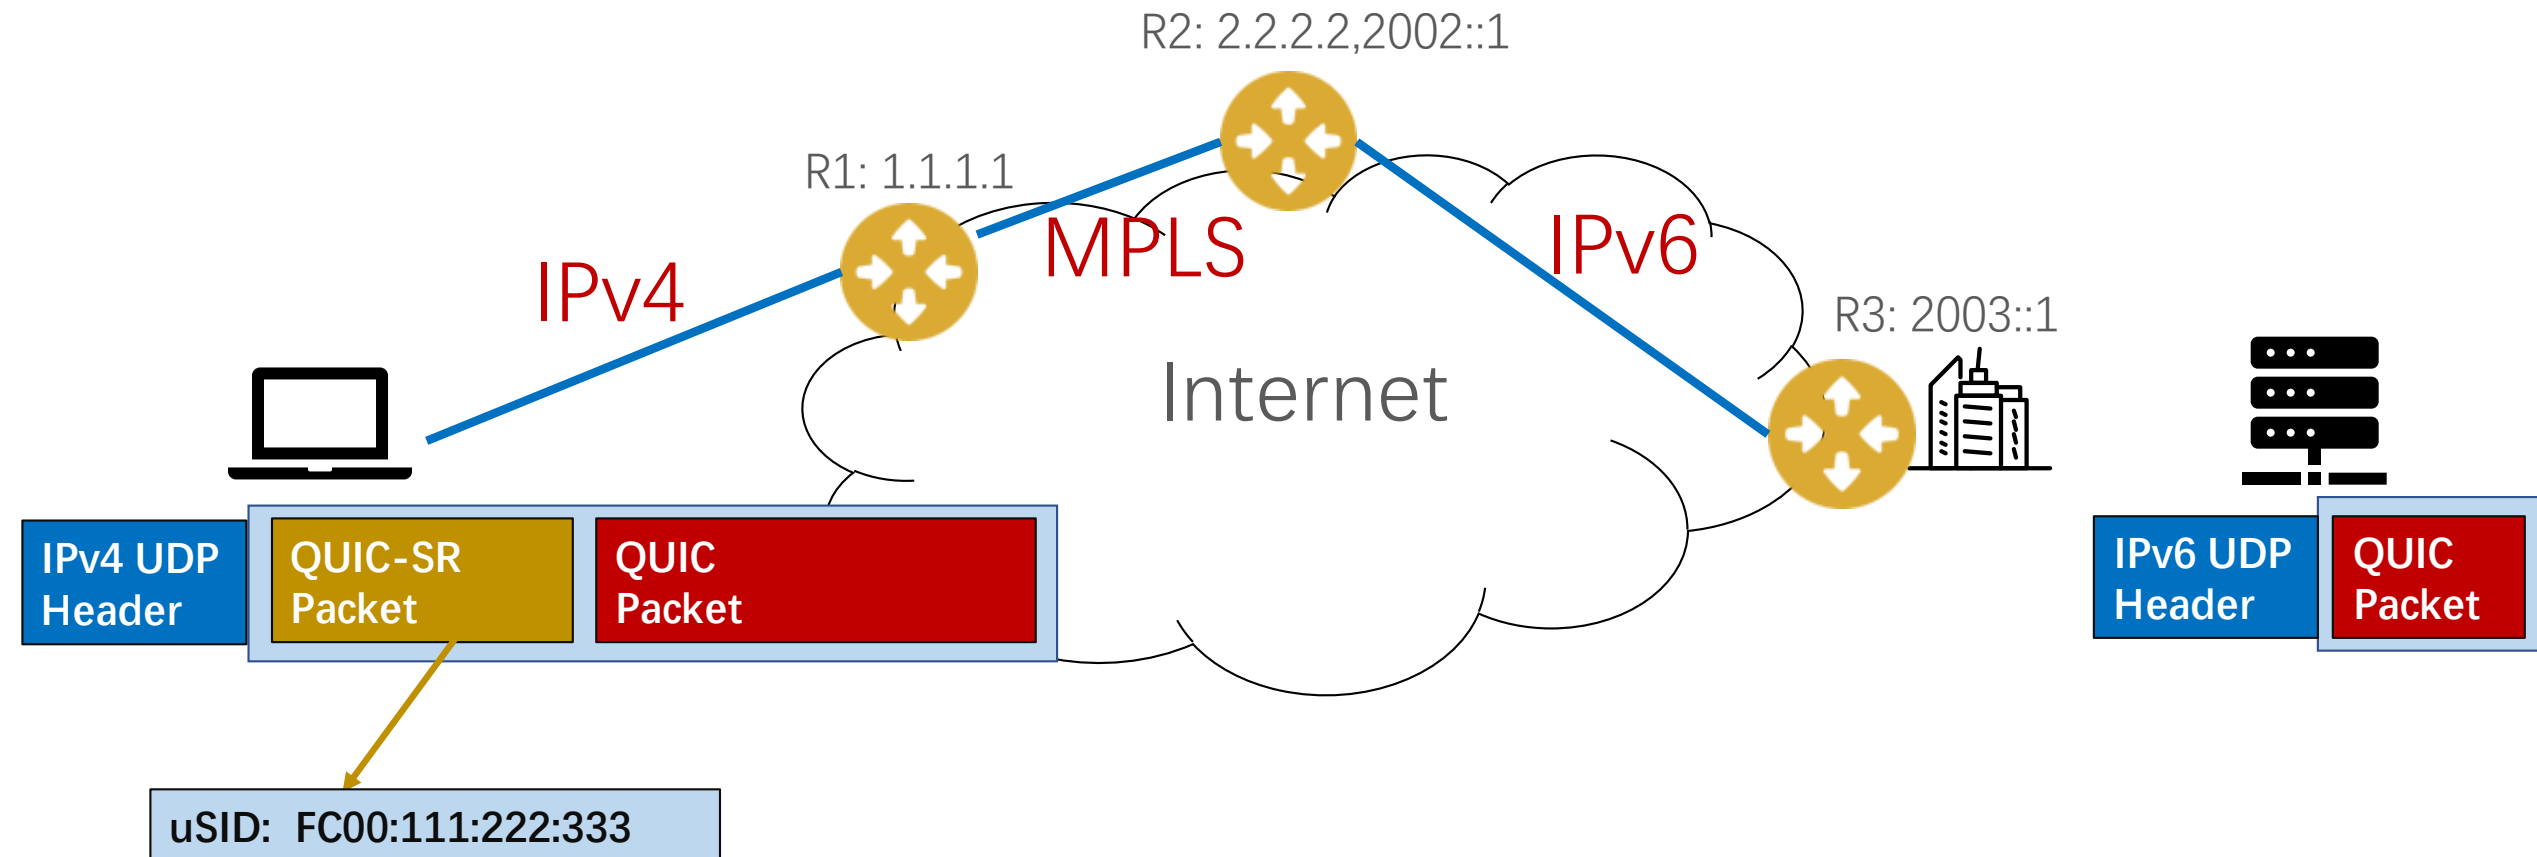 R2: 2.2.2.2,2002::1
R1: 1.1.1.1
MPLS
IPv6
IPv4
R3: 2003::1
Internet
IPv4 UDP
Header
QUIC-SR
Packet
QUIC
Packet
IPv6 UDP
Header
QUIC
Packet
uSID: FC00:111:222:333